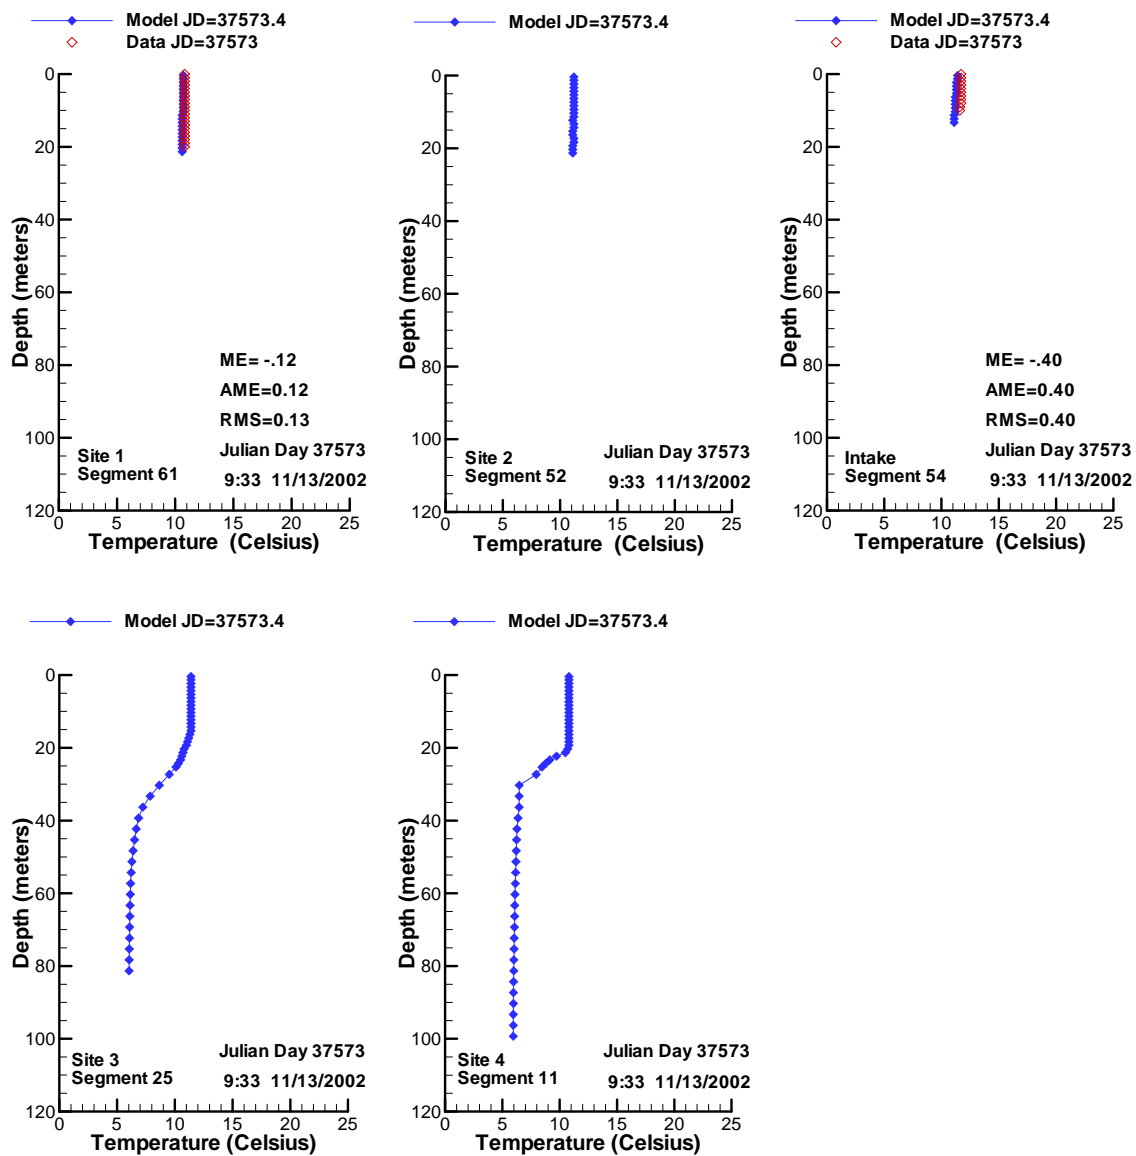 Model JD=37573.4
Data JD=37573
0
20
40
60
80
100
120
Depth (meters)
ME= -.12
AME=0.12
RMS=0.13
Julian Day 37573
9:33 11/13/2002
Site 1
Segment 61
0 5 10 15 20 25
Temperature (Celsius)
Model JD=37573.4
0
20
40
60
80
100
120
Depth (meters)
Julian Day 37573
9:33 11/13/2002
Site 2
Segment 52
0 5 10 15 20 25
Temperature (Celsius)
Model JD=37573.4
Data JD=37573
0
20
40
60
80
100
120
Depth (meters)
ME= -.40
AME=0.40
RMS=0.40
Julian Day 37573
9:33 11/13/2002
Intake
Segment 54
0 5 10 15 20 25
Temperature (Celsius)
Model JD=37573.4
0
20
40
60
80
100
120
Depth (meters)
Julian Day 37573
9:33 11/13/2002
Site 3
Segment 25
0 5 10 15 20 25
Temperature (Celsius)
Model JD=37573.4
0
20
40
60
80
100
120
Depth (meters)
Julian Day 37573
9:33 11/13/2002
Site 4
Segment 11
0 5 10 15 20 25
Temperature (Celsius)